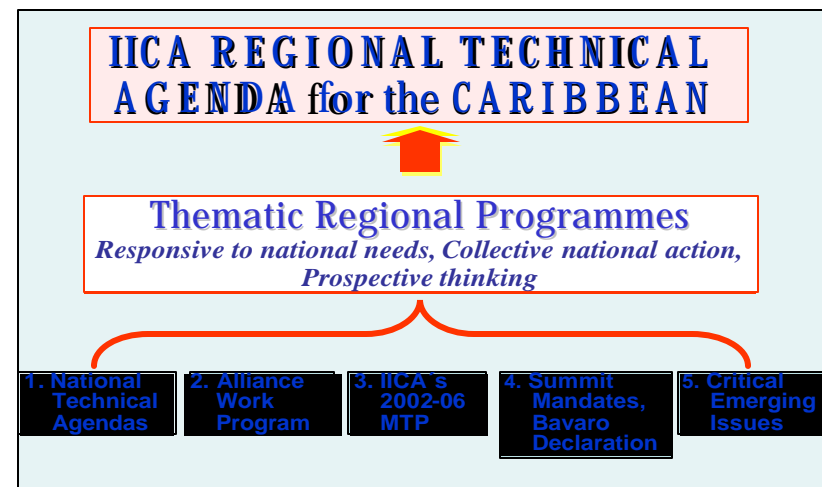 IICA REGIONAL TECHNICAL
AGENDA for the CARIBBEAN
Thematic Regional Programmes
Responsive to national needs, Collective national action,
Prospective thinking
1. National
Technical
Agendas
2. Alliance
Work
Program
3. IICA´s
2002-06
MTP
4. Summit
Mandates,
Bavaro
Declaration
5. Critical
Emerging
Issues